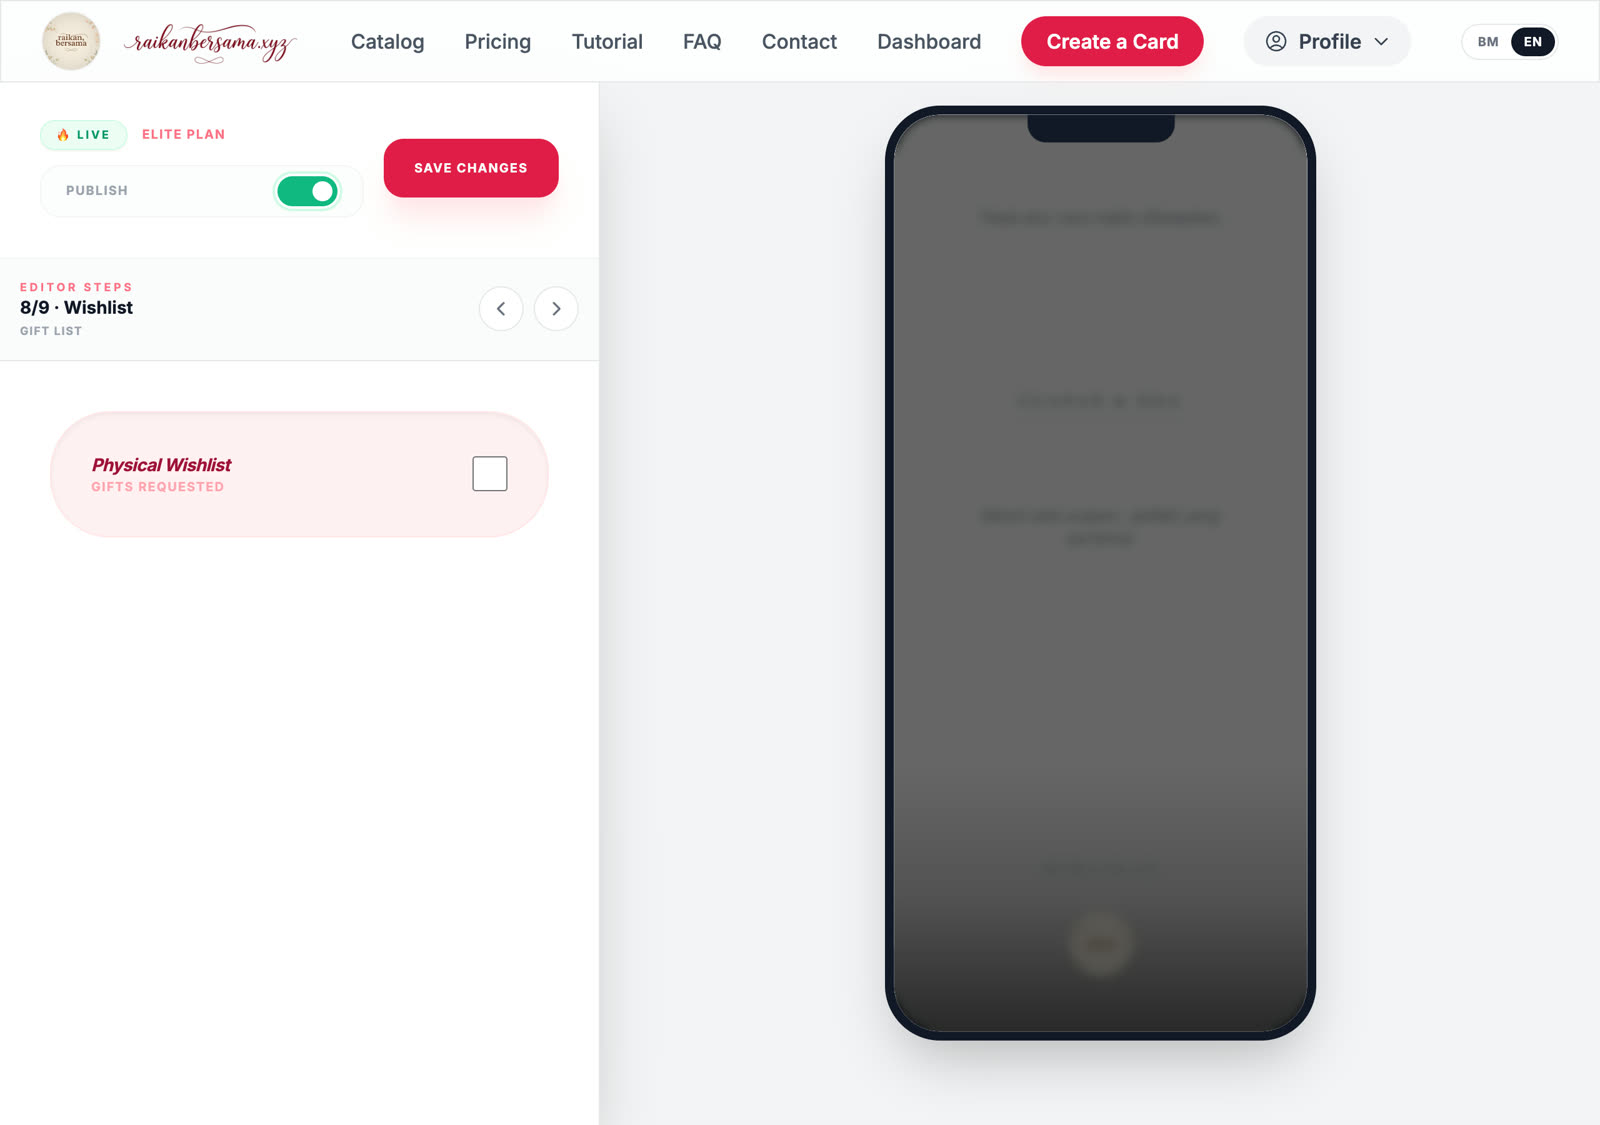 raikan
bersama
raikanbersama.xyz
Catalog
Pricing
Tutorial
FAQ
Contact
Dashboard
Create a Card
Profile
BM
EN
LIVE
ELITE PLAN
PUBLISH
SAVE CHANGES
EDITOR STEPS
8/9 · Wishlist
GIFT LIST
Physical Wishlist
GIFTS REQUESTED